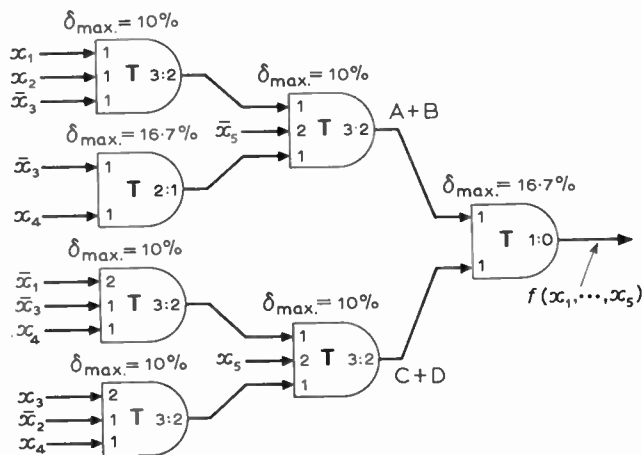 δmax. = 10%
x₁ 1
x₂ 1 T 3:2
x̄₃ 1
δmax. = 10%
1
x̄₅ 2 T 3·2
1
A+B
δmax. = 16·7%
x̄₃ 1
T 2:1
x₄ 1
δmax. = 16·7%
1
T 1:0
1
f(x₁,···,x₅)
δmax. = 10%
x̄₁ 2
x̄₃ 1 T 3:2
x₄ 1
δmax. = 10%
1
x₅ 2 T 3:2
1
C+D
δmax. = 10%
x₃ 2
x̄₂ 1 T 3:2
x₄ 1